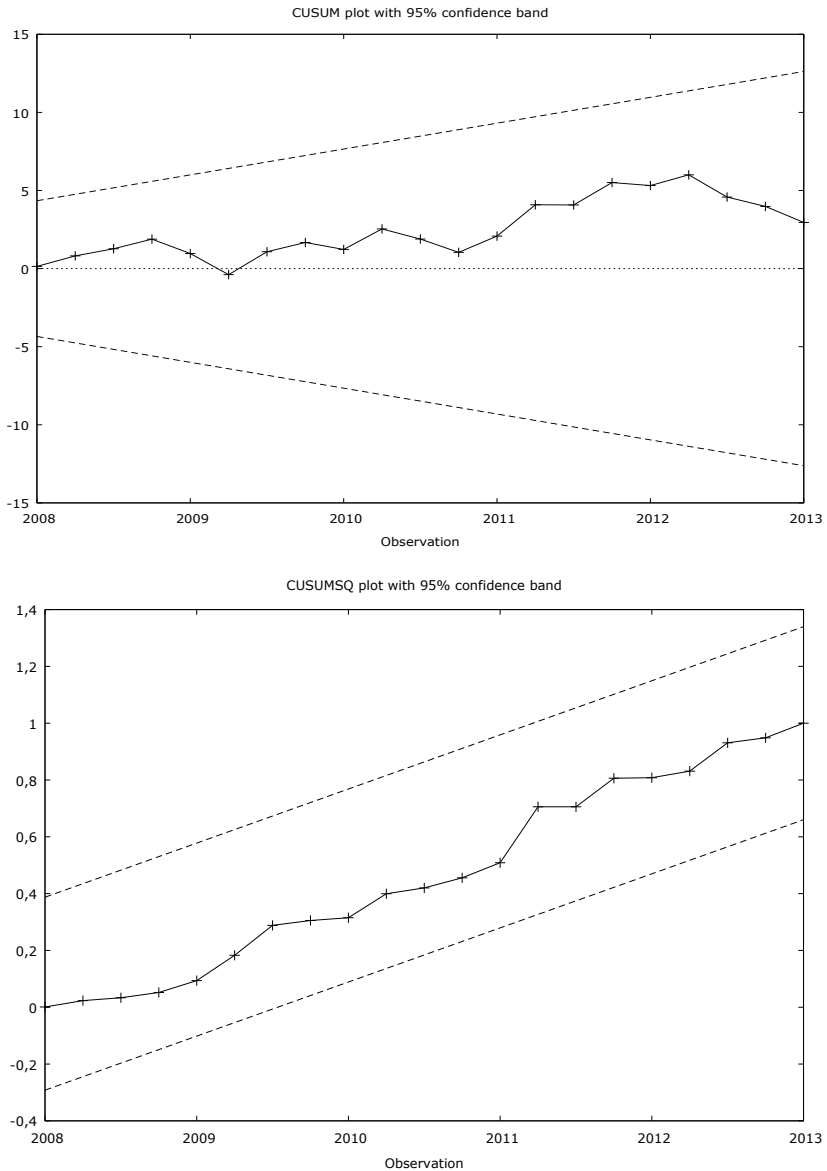 CUSUM plot with 95% confidence band
15
10
5
0
-5
-10
-15
2008 2009 2010 2011 2012 2013
Observation
CUSUMSQ plot with 95% confidence band
1,4
1,2
1
0,8
0,6
0,4
0,2
0
-0,2
-0,4
2008 2009 2010 2011 2012 2013
Observation